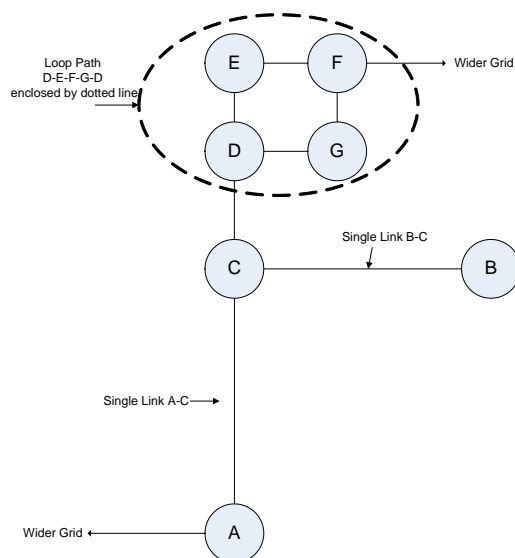 Loop Path
D-E-F-G-D
enclosed by dotted line
E
F
Wider Grid
D
G
Single Link B-C
C
B
Single Link A-C
Wider Grid
A